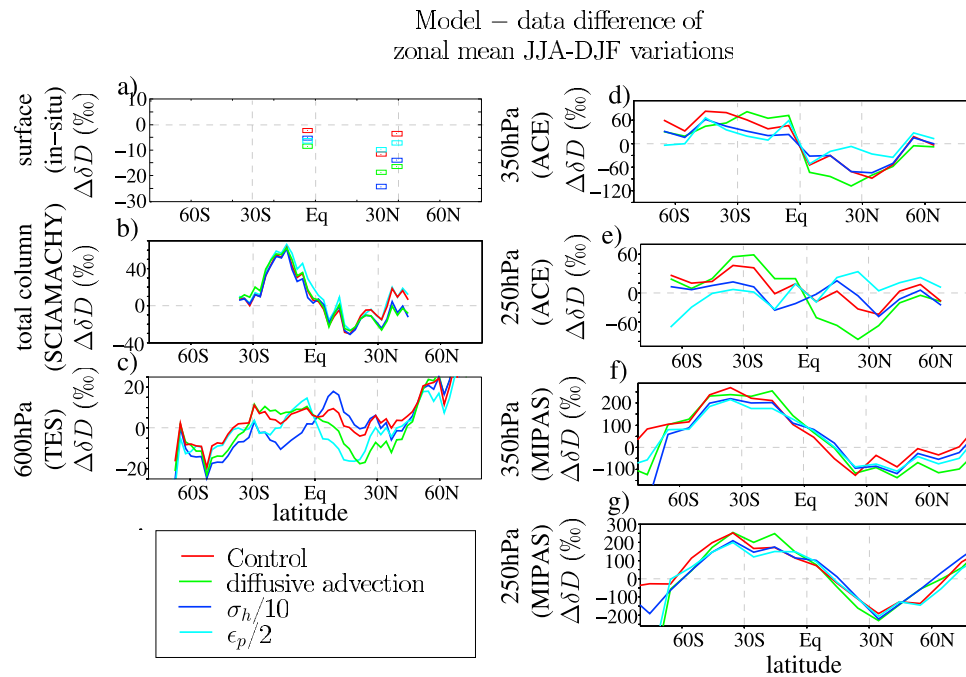 Model − data difference of
zonal mean JJA-DJF variations
a)
surface
(in−situ)
ΔδD (‰)
10
0
−10
−20
−30
60S 30S Eq 30N 60N
b)
total column
(SCIAMACHY)
ΔδD (‰)
40
0
−40
60S 30S Eq 30N 60N
c)
600hPa
(TES)
ΔδD (‰)
20
0
−20
60S 30S Eq 30N 60N
latitude
Control
diffusive advection
σ_h/10
ϵ_p/2
d)
350hPa
(ACE)
ΔδD (‰)
60
0
−60
−120
60S 30S Eq 30N 60N
e)
250hPa
(ACE)
ΔδD (‰)
60
0
−60
60S 30S Eq 30N 60N
f)
350hPa
(MIPAS)
ΔδD (‰)
200
100
0
−100
60S 30S Eq 30N 60N
g)
250hPa
(MIPAS)
ΔδD (‰)
300
200
100
0
−100
−200
60S 30S Eq 30N 60N
latitude